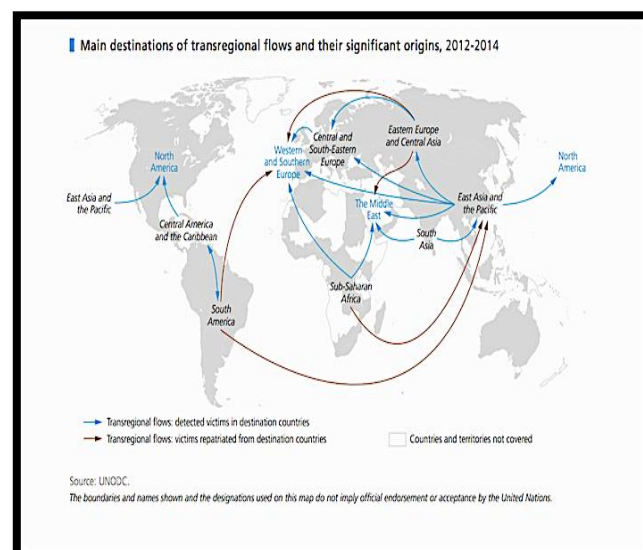 Main destinations of transregional flows and their significant origins, 2012-2014
North
America
East Asia and
the Pacific
Central America
and the Caribbean
South
America
Western
and Southern
Europe
Central and
South-Eastern
Europe
Eastern Europe
and Central Asia
The Middle
East
South
Asia
Sub-Saharan
Africa
East Asia and
the Pacific
North
America
Transregional flows: detected victims in destination countries
Transregional flows: victims repatriated from destination countries
Countries and territories not covered
Source: UNODC.
The boundaries and names shown and the designations used on this map do not imply official endorsement or acceptance by the United Nations.